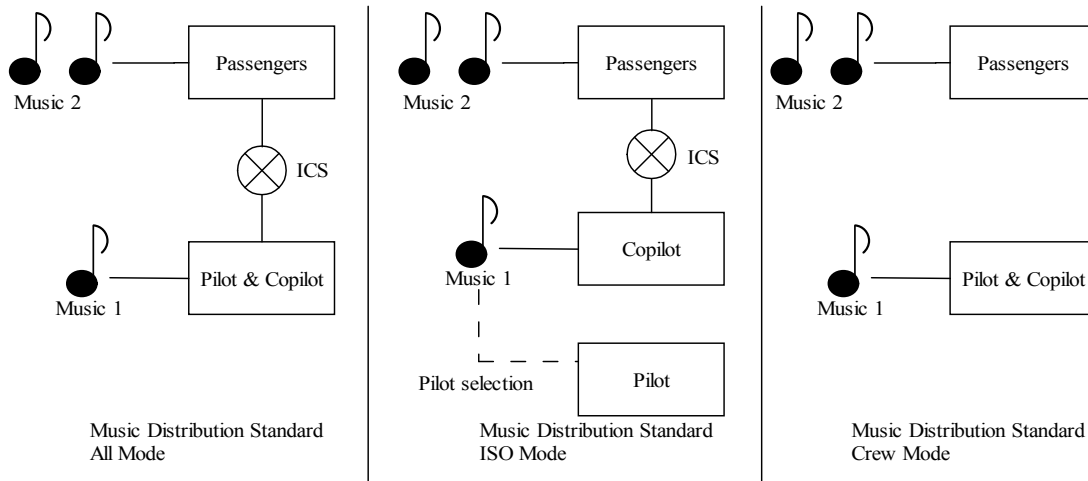 Passengers
Music 2
ICS
Pilot & Copilot
Music 1
Music Distribution Standard
All Mode
Passengers
Music 2
ICS
Copilot
Music 1
Pilot selection
Pilot
Music Distribution Standard
ISO Mode
Passengers
Music 2
Pilot & Copilot
Music 1
Music Distribution Standard
Crew Mode